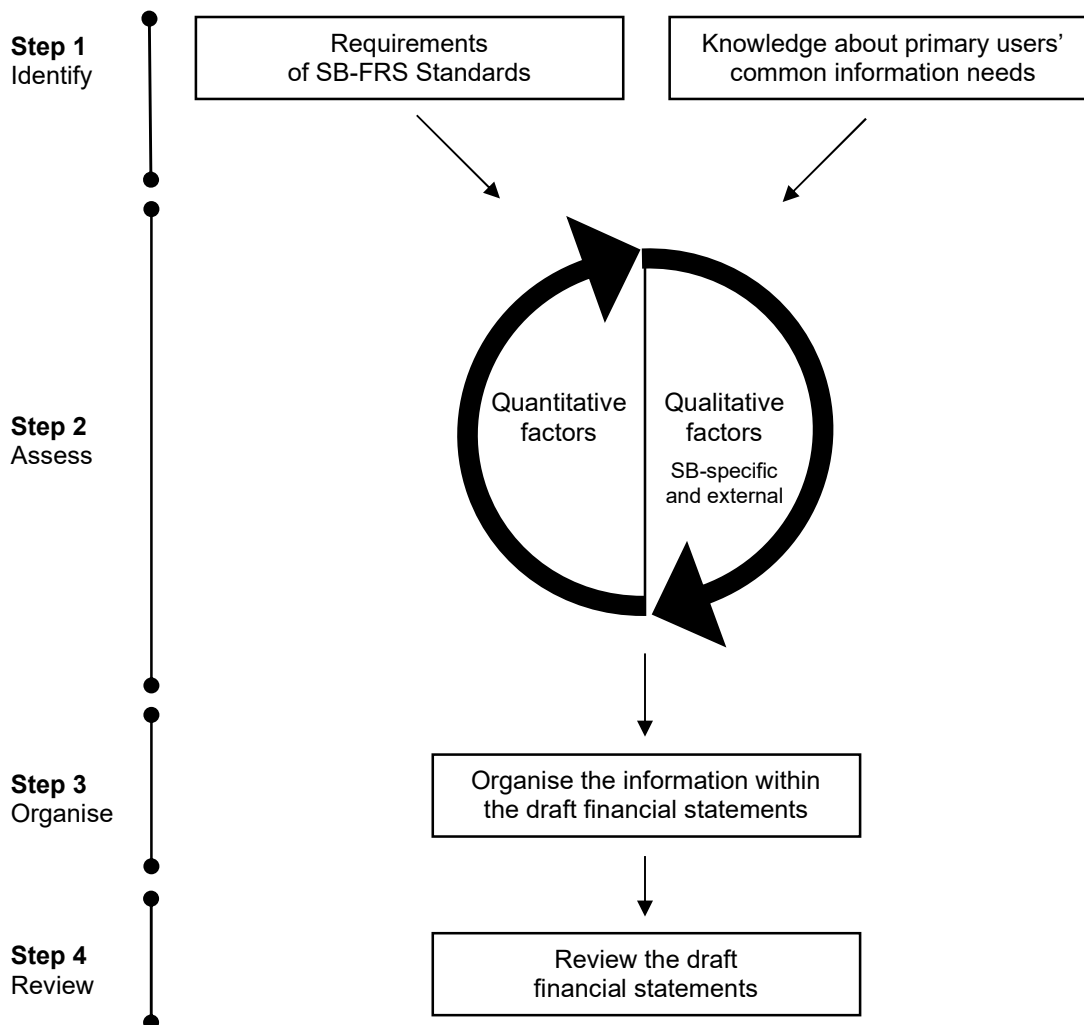 Step 1
Identify
Requirements
of SB-FRS Standards
Knowledge about primary users’
common information needs
Step 2
Assess
Quantitative
factors
Qualitative
factors
SB-specific
and external
Step 3
Organise
Organise the information within
the draft financial statements
Step 4
Review
Review the draft
financial statements